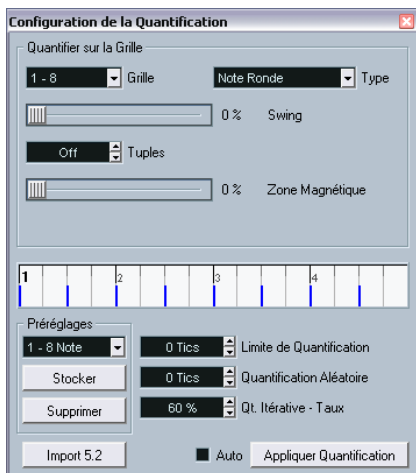 Configuration de la Quantification
Quantifier sur la Grille
1 - 8 Grille Note Ronde Type
0 % Swing
Off Tuples
0 % Zone Magnétique
1 2 3 4
Préréglages
1 - 8 Note 0 Tics Limite de Quantification
Stocker 0 Tics Quantification Aléatoire
Supprimer 60 % Qt. Itérative - Taux
Import 5.2 Auto Appliquer Quantification